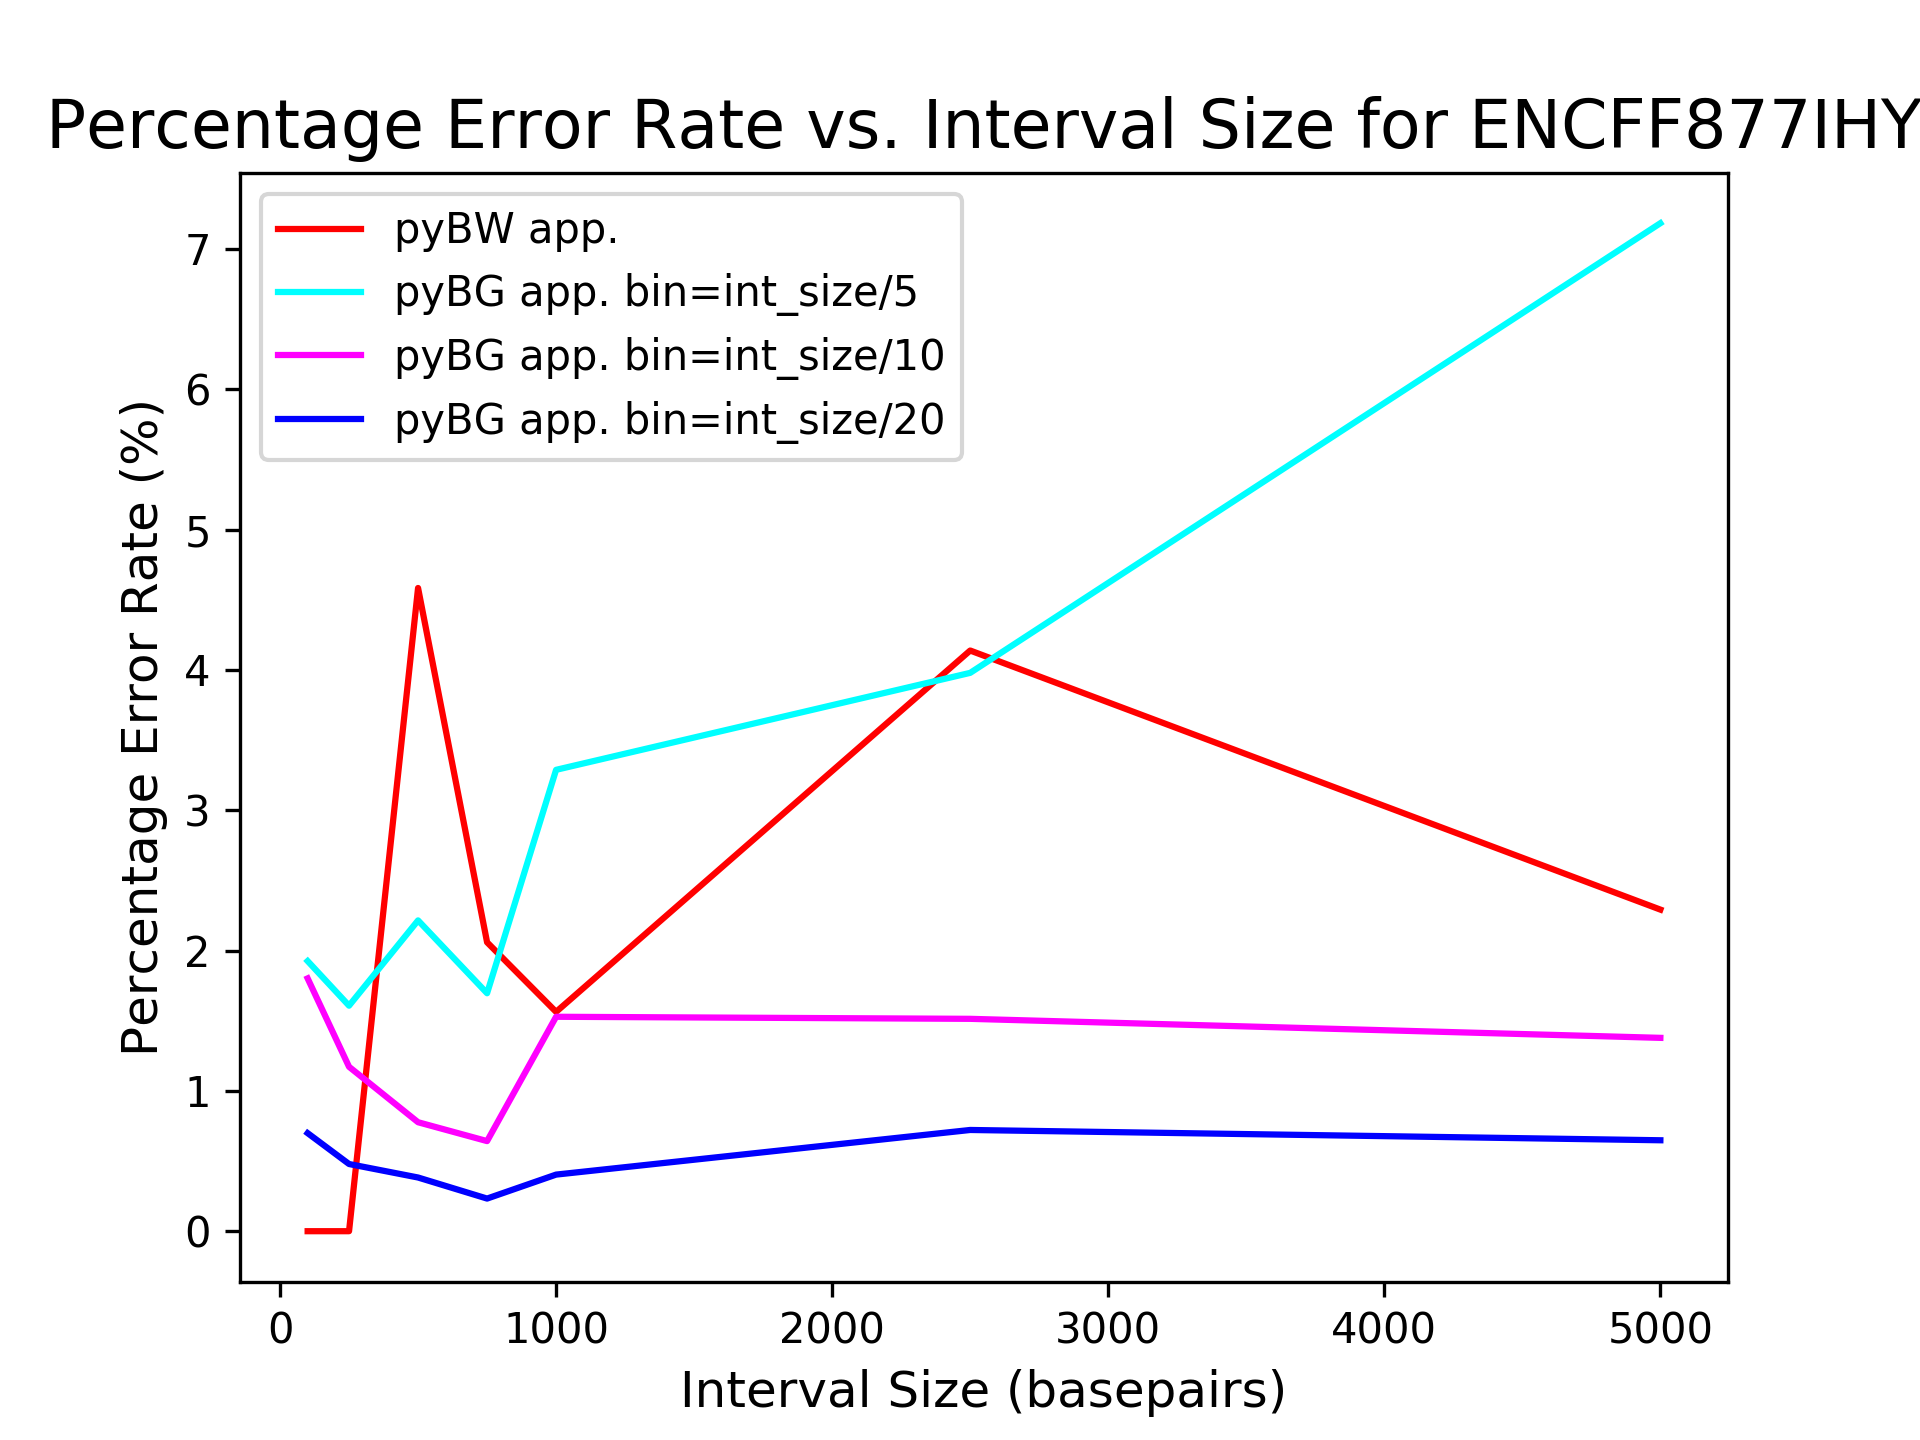 Percentage Error Rate vs. Interval Size for ENCFF877IHY
pyBW app.
pyBG app. bin=int_size/5
pyBG app. bin=int_size/10
pyBG app. bin=int_size/20
Percentage Error Rate (%)
7
6
5
4
3
2
1
0
0 1000 2000 3000 4000 5000
Interval Size (basepairs)